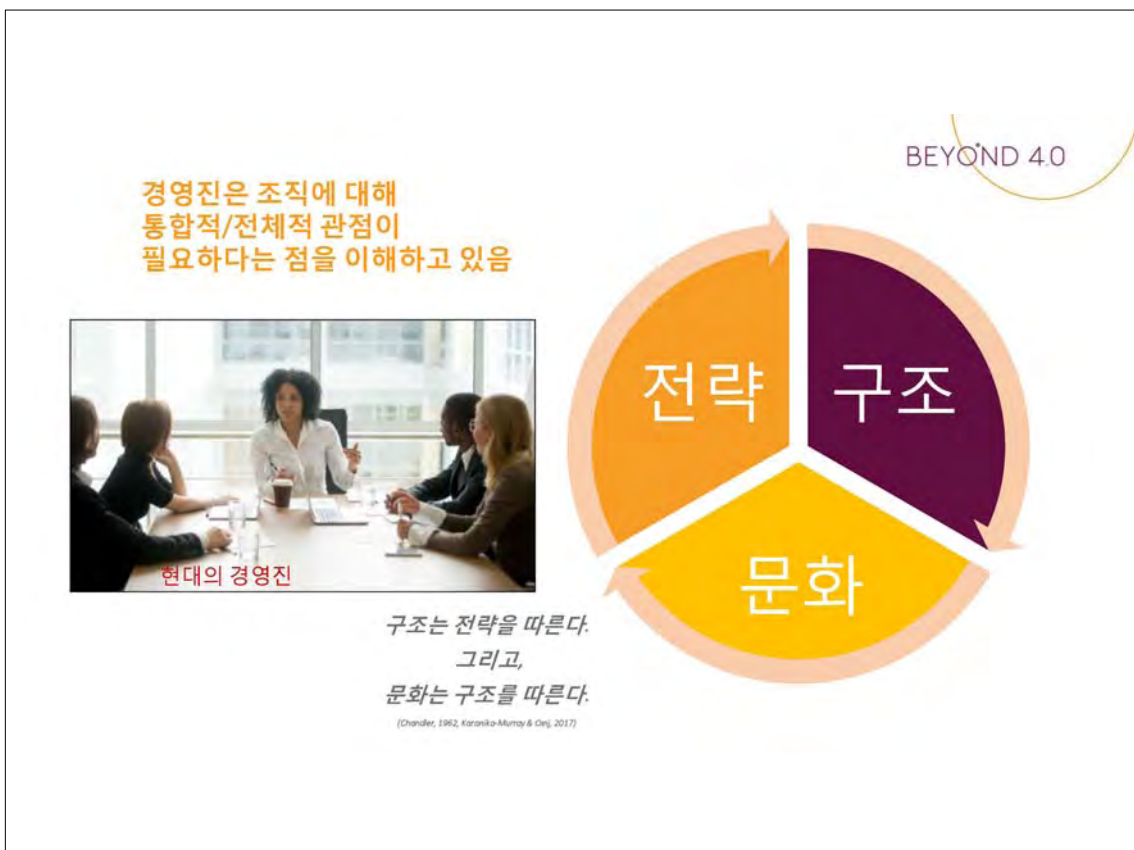 BEYOND 4.0
경영진은 조직에 대해
통합적/전체적 관점이
필요하다는 점을 이해하고 있음
전략
구조
문화
현대의 경영진
구조는 전략을 따른다.
그리고,
문화는 구조를 따른다.
(Chandler, 1962, Karanika-Murray & Oeij, 2017)